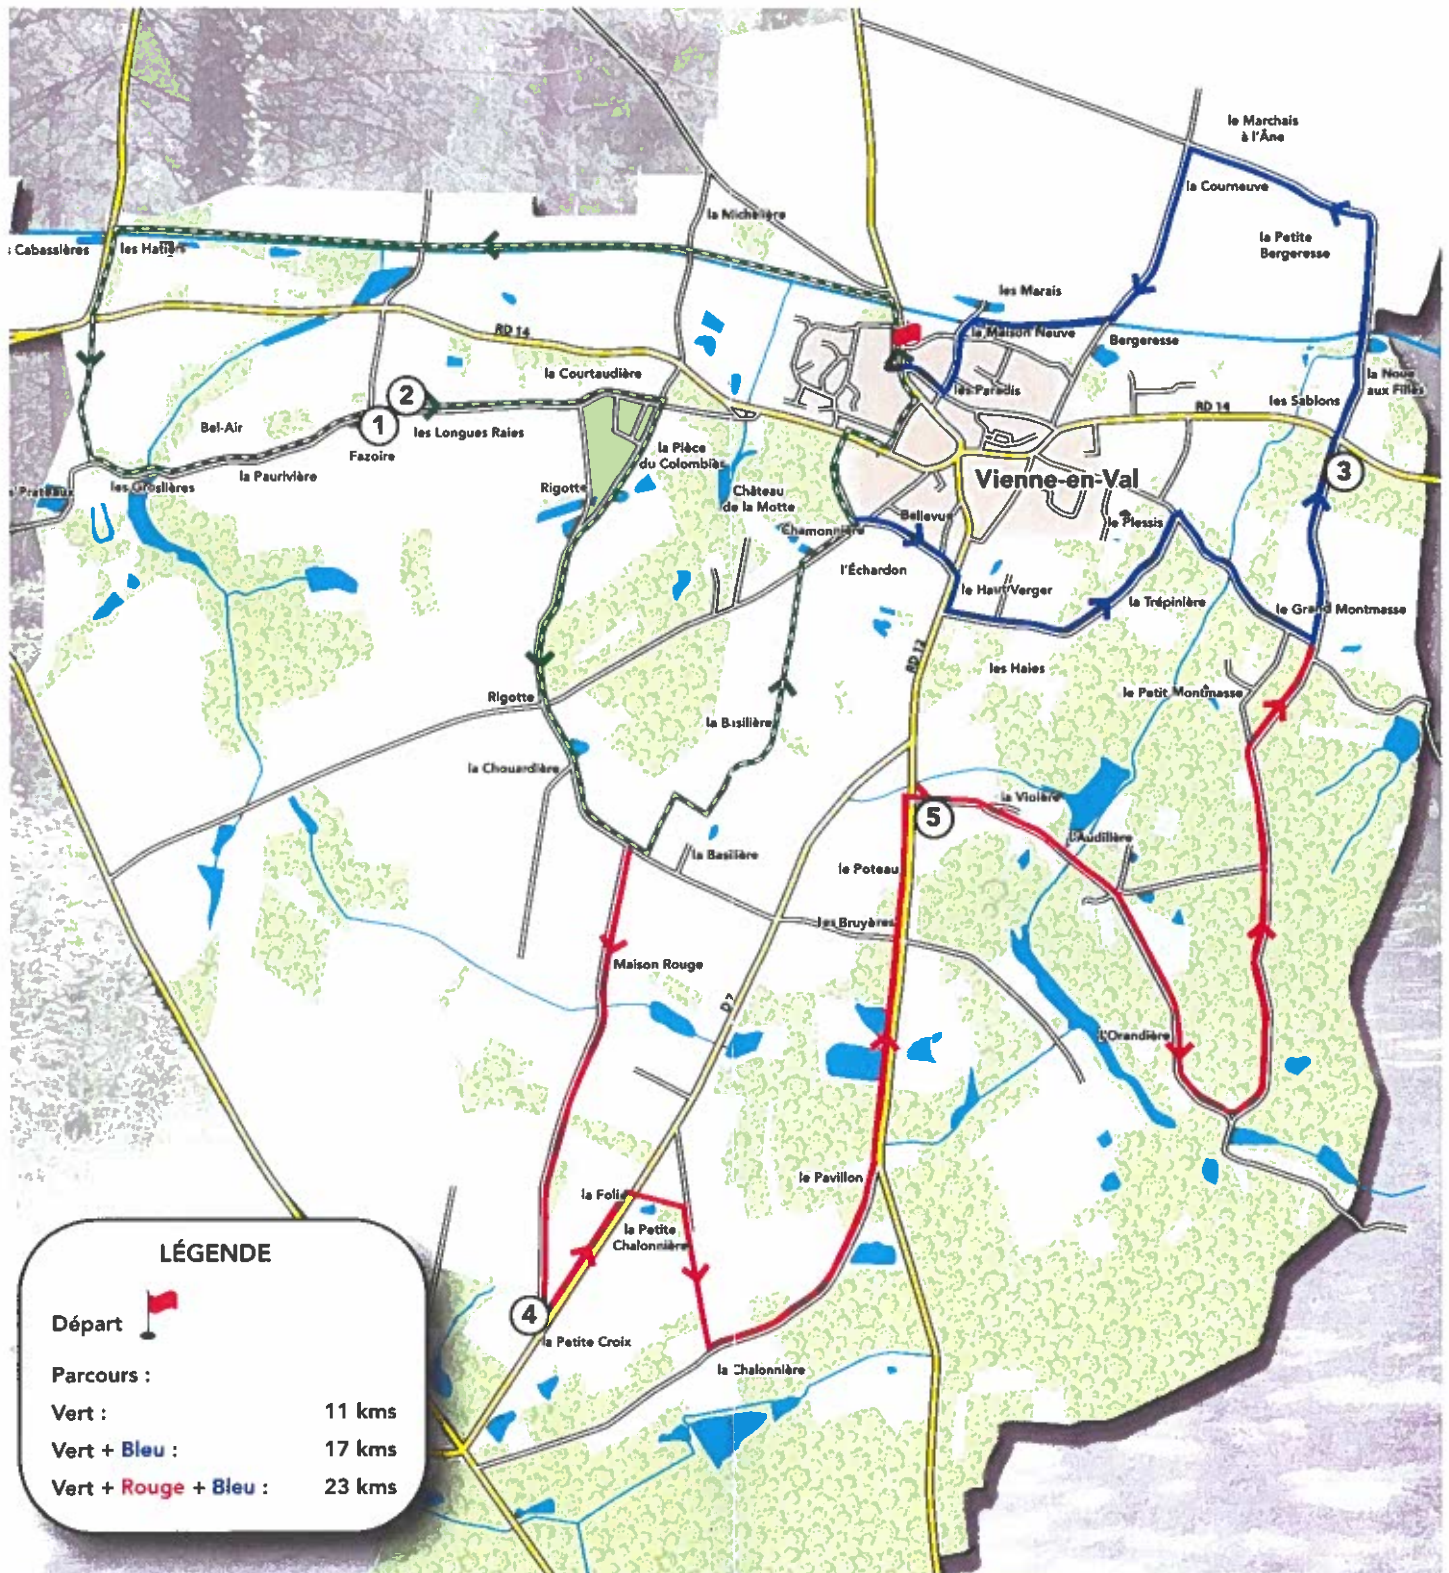 le Marchais
à l'Âne
la Courneuve
la Michelière
la Petite
Bergeresse
Cabassières
les Hatiers
les Marais
RD 14
la Maison Neuve
Bergeresse
la Courtaudière
la Noue
aux Filles
les Paradis
les Sablons
RD 14
2
1
Bel-Air
les Longues Raies
Fazoire
la Pièce
du Colombier
la Paurivière
3
Vienne-en-Val
les Groslières
Rigotte
Château
de la Motte
Bellevue
le Plessis
Chamonnière
l'Échardon
le Haut Verger
la Trépinière
le Grand Montmasse
RD 12
les Haies
Rigotte
le Petit Montmasse
la Basilière
la Chouardière
la Violère
5
l'Audillère
la Basilière
le Poteau
les Bruyères
Maison Rouge
D 7
l'Orandière
le Pavillon
la Folie
la Petite
Chalonnière
4
la Petite Croix
la Chalonnière
LÉGENDE
Départ
Parcours :
Vert : 11 kms
Vert + Bleu : 17 kms
Vert + Rouge + Bleu : 23 kms